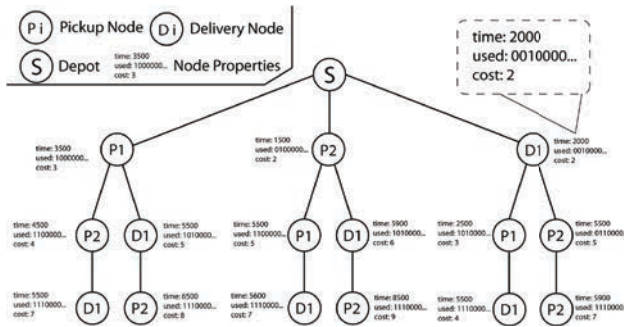 Pi Pickup Node Di Delivery Node
S Depot
time: 3500
used: 1000000...
cost: 3
Node Properties
time: 2000
used: 0010000...
cost: 2
S
time: 3500
used: 1000000...
cost: 3
P1
time: 1500
used: 0100000...
cost: 2
P2
D1
time: 2000
used: 0010000...
cost: 2
time: 4500
used: 1100000...
cost: 4
P2
D1
time: 5500
used: 1010000...
cost: 5
time: 5500
used: 1100000...
cost: 5
P1
D1
time: 5900
used: 1010000...
cost: 6
time: 2500
used: 1010000...
cost: 3
P1
P2
time: 5500
used: 0110000...
cost: 5
time: 5500
used: 1110000...
cost: 7
D1
P2
time: 6500
used: 1110000...
cost: 8
time: 5600
used: 1110000...
cost: 7
D1
P2
time: 8500
used: 1110000...
cost: 9
time: 5500
used: 1110000...
cost: 4
D1
P2
time: 5900
used: 1110000...
cost: 7